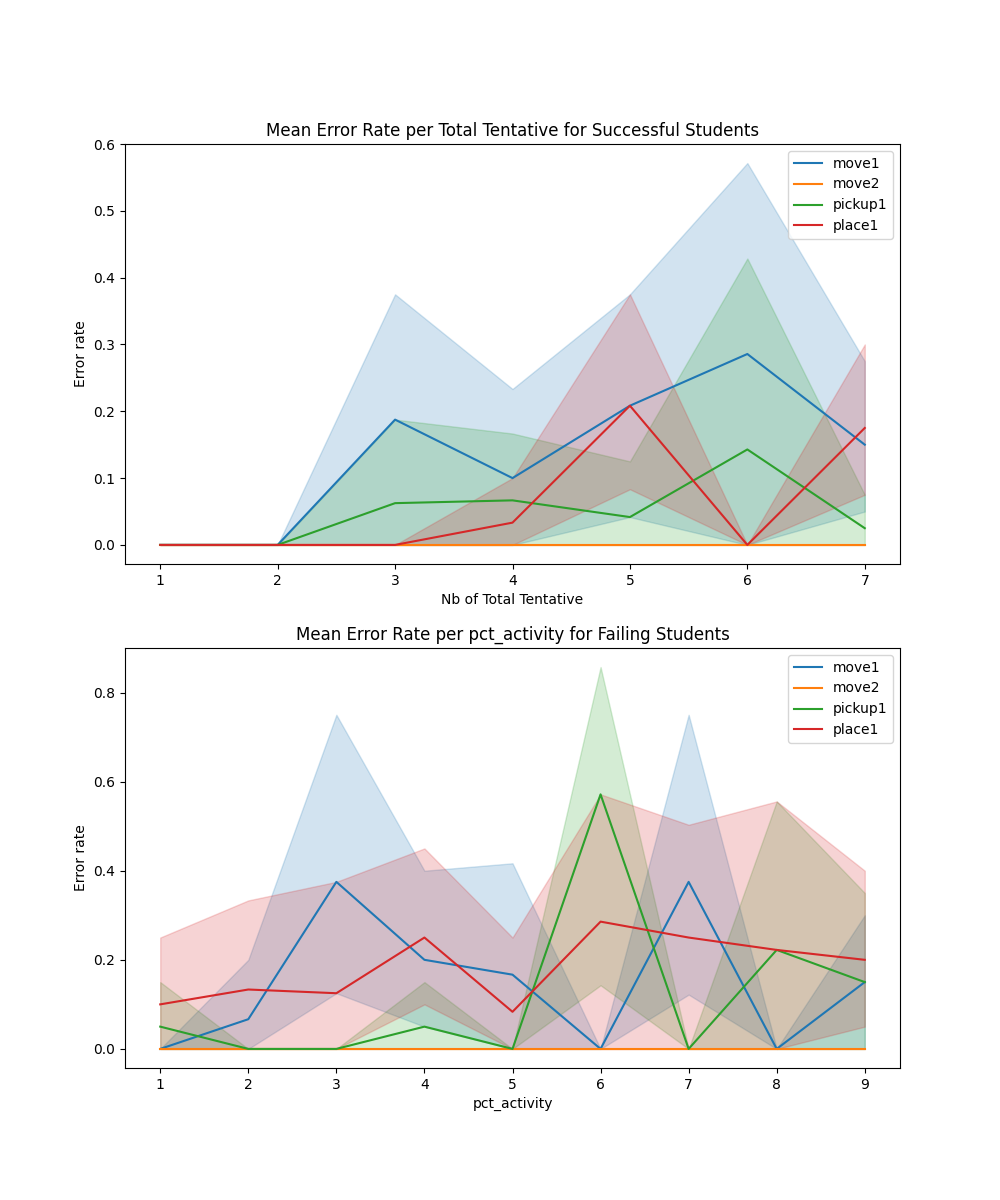 Mean Error Rate per Total Tentative for Successful Students
0.6
0.5
0.4
0.3
0.2
0.1
0.0
Error rate
move1
move2
pickup1
place1
1 2 3 4 5 6 7
Nb of Total Tentative
Mean Error Rate per pct_activity for Failing Students
0.8
0.6
0.4
0.2
0.0
Error rate
move1
move2
pickup1
place1
1 2 3 4 5 6 7 8 9
pct_activity